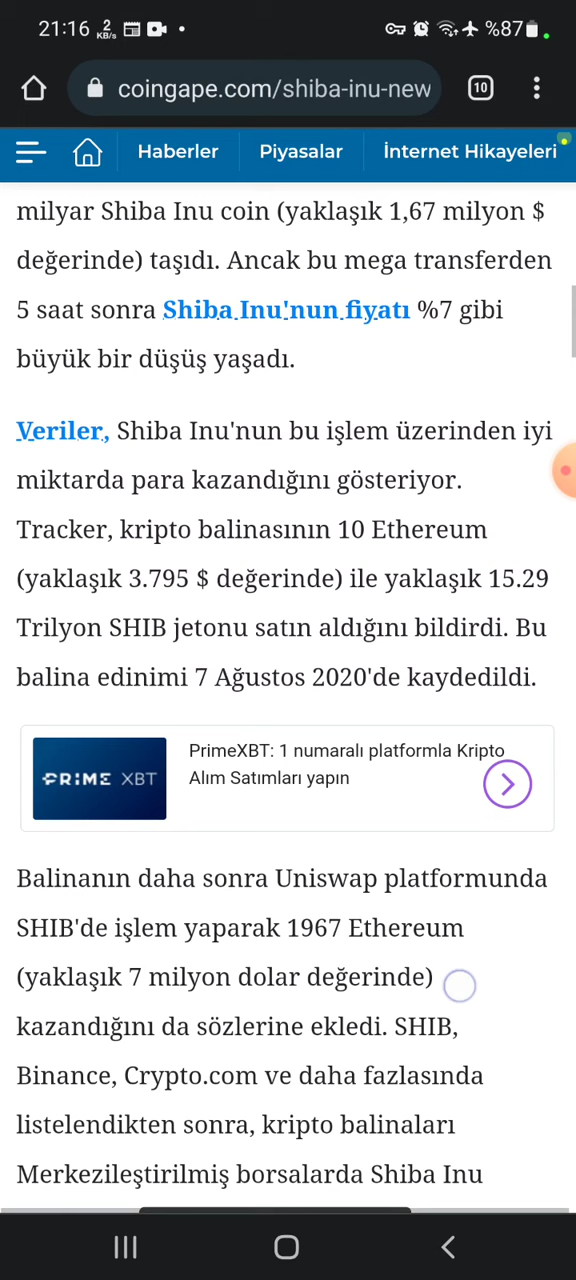 21:16 2 KB/s %87
coingape.com/shiba-inu-new 10
Haberler Piyasalar İnternet Hikayeleri
milyar Shiba Inu coin (yaklaşık 1,67 milyon $
değerinde) taşıdı. Ancak bu mega transferden
5 saat sonra Shiba Inu'nun fiyatı %7 gibi
büyük bir düşüş yaşadı.
Veriler, Shiba Inu'nun bu işlem üzerinden iyi
miktarda para kazandığını gösteriyor.
Tracker, kripto balinasının 10 Ethereum
(yaklaşık 3.795 $ değerinde) ile yaklaşık 15.29
Trilyon SHIB jetonu satın aldığını bildirdi. Bu
balina edinimi 7 Ağustos 2020'de kaydedildi.
PRIME XBT
PrimeXBT: 1 numaralı platformla Kripto
Alım Satımları yapın
Balinanın daha sonra Uniswap platformunda
SHIB'de işlem yaparak 1967 Ethereum
(yaklaşık 7 milyon dolar değerinde)
kazandığını da sözlerine ekledi. SHIB,
Binance, Crypto.com ve daha fazlasında
listelendikten sonra, kripto balinaları
Merkezileştirilmiş borsalarda Shiba Inu